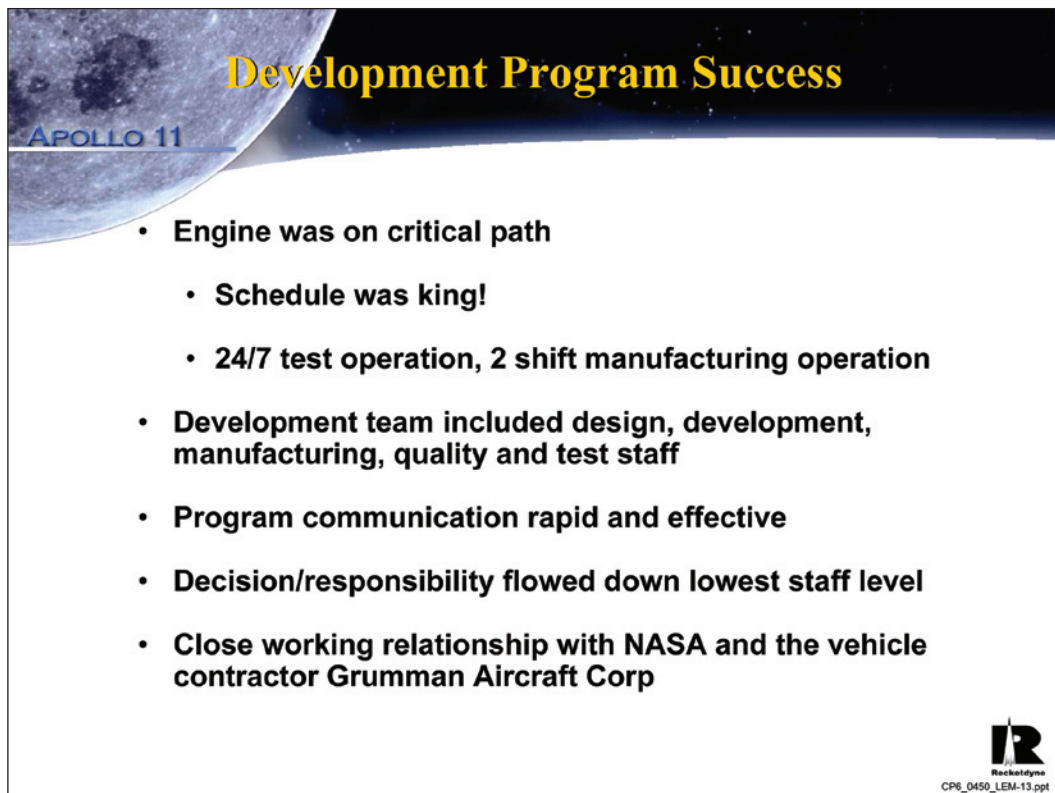 Development Program Success
APOLLO 11
• Engine was on critical path
• Schedule was king!
• 24/7 test operation, 2 shift manufacturing operation
• Development team included design, development,
manufacturing, quality and test staff
• Program communication rapid and effective
• Decision/responsibility flowed down lowest staff level
• Close working relationship with NASA and the vehicle
contractor Grumman Aircraft Corp
R
Rocketdyne
CP6_0450_LEM-13.ppt